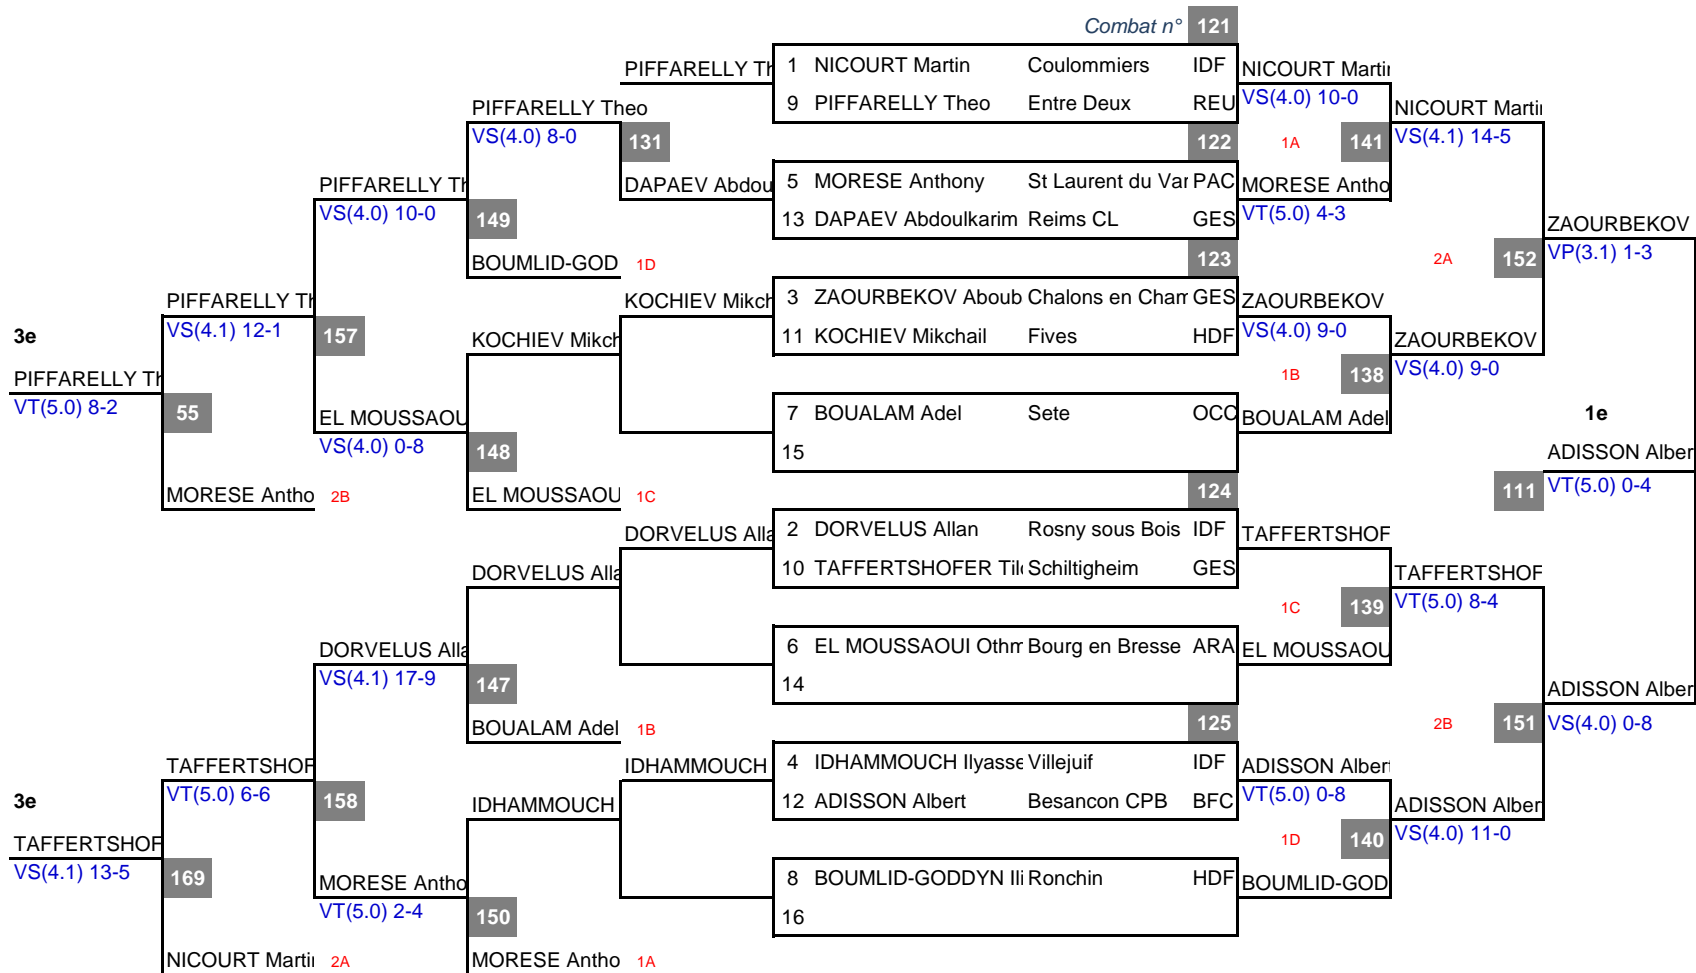 Combat n° 121
PIFFARELLY Th 1 NICOURT Martin Coulommiers IDF NICOURT Martin
9 PIFFARELLY Theo Entre Deux REU VS(4.0) 10-0
PIFFARELLY Theo NICOURT Martin
VS(4.0) 8-0 131 122 1A 141 VS(4.1) 14-5
PIFFARELLY Th DAPAEV Abdou 5 MORESE Anthony St Laurent du Var PAC MORESE Antho
VS(4.0) 10-0 149 13 DAPAEV Abdoulkarim Reims CL GES VT(5.0) 4-3
ZAOURBEKOV
BOUMLID-GOD 1D 123 2A 152 VP(3.1) 1-3
PIFFARELLY Th KOCHIEV Mikch 3 ZAOURBEKOV Aboub Chalons en Cham GES ZAOURBEKOV
3e VS(4.1) 12-1 157 KOCHIEV Mikch 11 KOCHIEV Mikchail Fives HDF VS(4.0) 9-0 ZAOURBEKOV
PIFFARELLY Th 1B 138 VS(4.0) 9-0
VT(5.0) 8-2 55 EL MOUSSAOU 7 BOUALAM Adel Sete OCC BOUALAM Adel 1e
VS(4.0) 0-8 148 15 ADISSON Alber
MORESE Antho 2B EL MOUSSAOU 1C 124 111 VT(5.0) 0-4
DORVELUS Alla 2 DORVELUS Allan Rosny sous Bois IDF TAFFERTSHOF
DORVELUS Alla 10 TAFFERTSHOFER Tilo Schiltigheim GES TAFFERTSHOF
1C 139 VT(5.0) 8-4
DORVELUS Alla 6 EL MOUSSAOUI Othm Bourg en Bresse ARA EL MOUSSAOU
VS(4.1) 17-9 147 14 ADISSON Alber
BOUALAM Adel 1B 125 2B 151 VS(4.0) 0-8
TAFFERTSHOF IDHAMMOUCH 4 IDHAMMOUCH Ilyasse Villejuif IDF ADISSON Albert
3e VT(5.0) 6-6 158 IDHAMMOUCH 12 ADISSON Albert Besancon CPB BFC VT(5.0) 0-8 ADISSON Alber
TAFFERTSHOF 1D 140 VS(4.0) 11-0
VS(4.1) 13-5 169 MORESE Antho 8 BOUMLID-GODDYN Ili Ronchin HDF BOUMLID-GOD
VT(5.0) 2-4 150 16
NICOURT Martin 2A MORESE Antho 1A